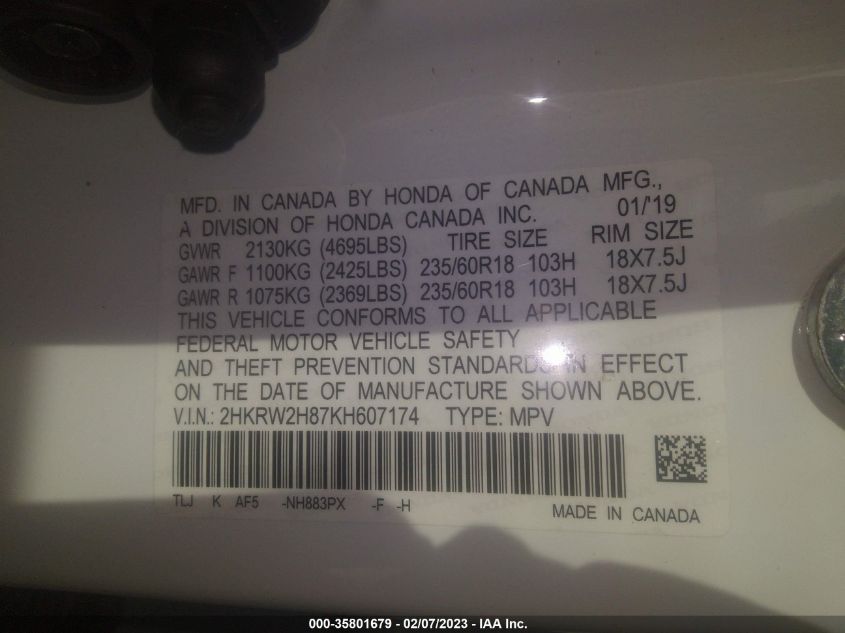 MFD. IN CANADA BY HONDA OF CANADA MFG.,
A DIVISION OF HONDA CANADA INC. 01/'19
GVWR 2130KG (4695LBS) TIRE SIZE RIM SIZE
GAWR F 1100KG (2425LBS) 235/60R18 103H 18X7.5J
GAWR R 1075KG (2369LBS) 235/60R18 103H 18X7.5J
THIS VEHICLE CONFORMS TO ALL APPLICABLE
FEDERAL MOTOR VEHICLE SAFETY
AND THEFT PREVENTION STANDARDS IN EFFECT
ON THE DATE OF MANUFACTURE SHOWN ABOVE.
V.I.N.: 2HKRW2H87KH607174 TYPE: MPV
TLJ K AF5 -NH883PX -F -H
MADE IN CANADA
000-35801679 - 02/07/2023 - IAA Inc.